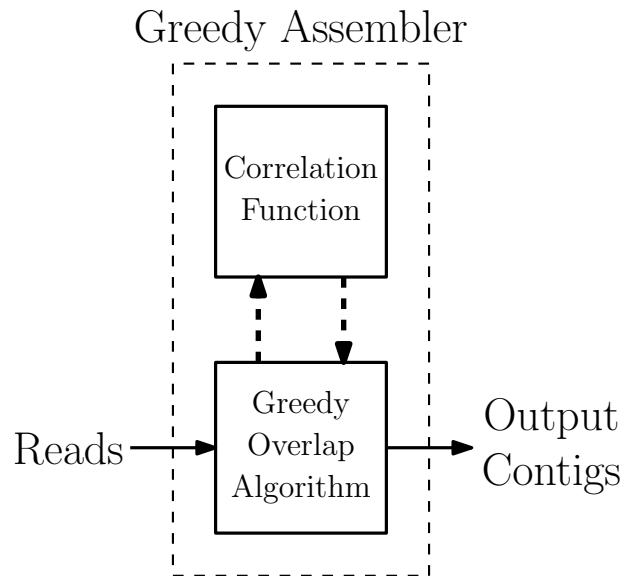 Greedy Assembler
Correlation
Function
Greedy
Overlap
Algorithm
Reads
Output
Contigs